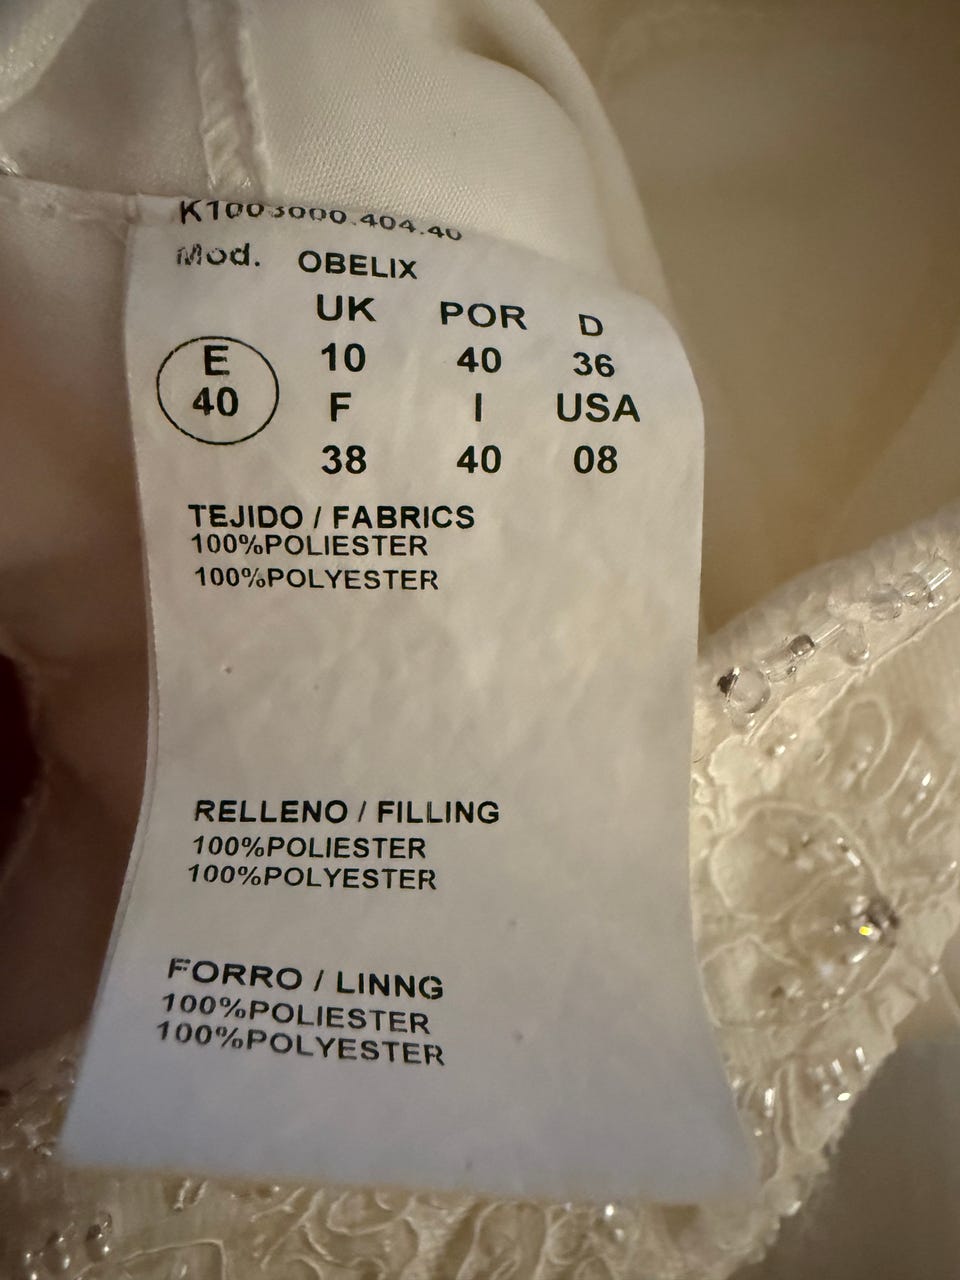 K1003000.404.40
Mod. OBELIX
UK POR D
E 10 40 36
40 F I USA
38 40 08
TEJIDO / FABRICS
100%POLIESTER
100%POLYESTER
RELLENO / FILLING
100%POLIESTER
100%POLYESTER
FORRO / LINNG
100%POLIESTER
100%POLYESTER